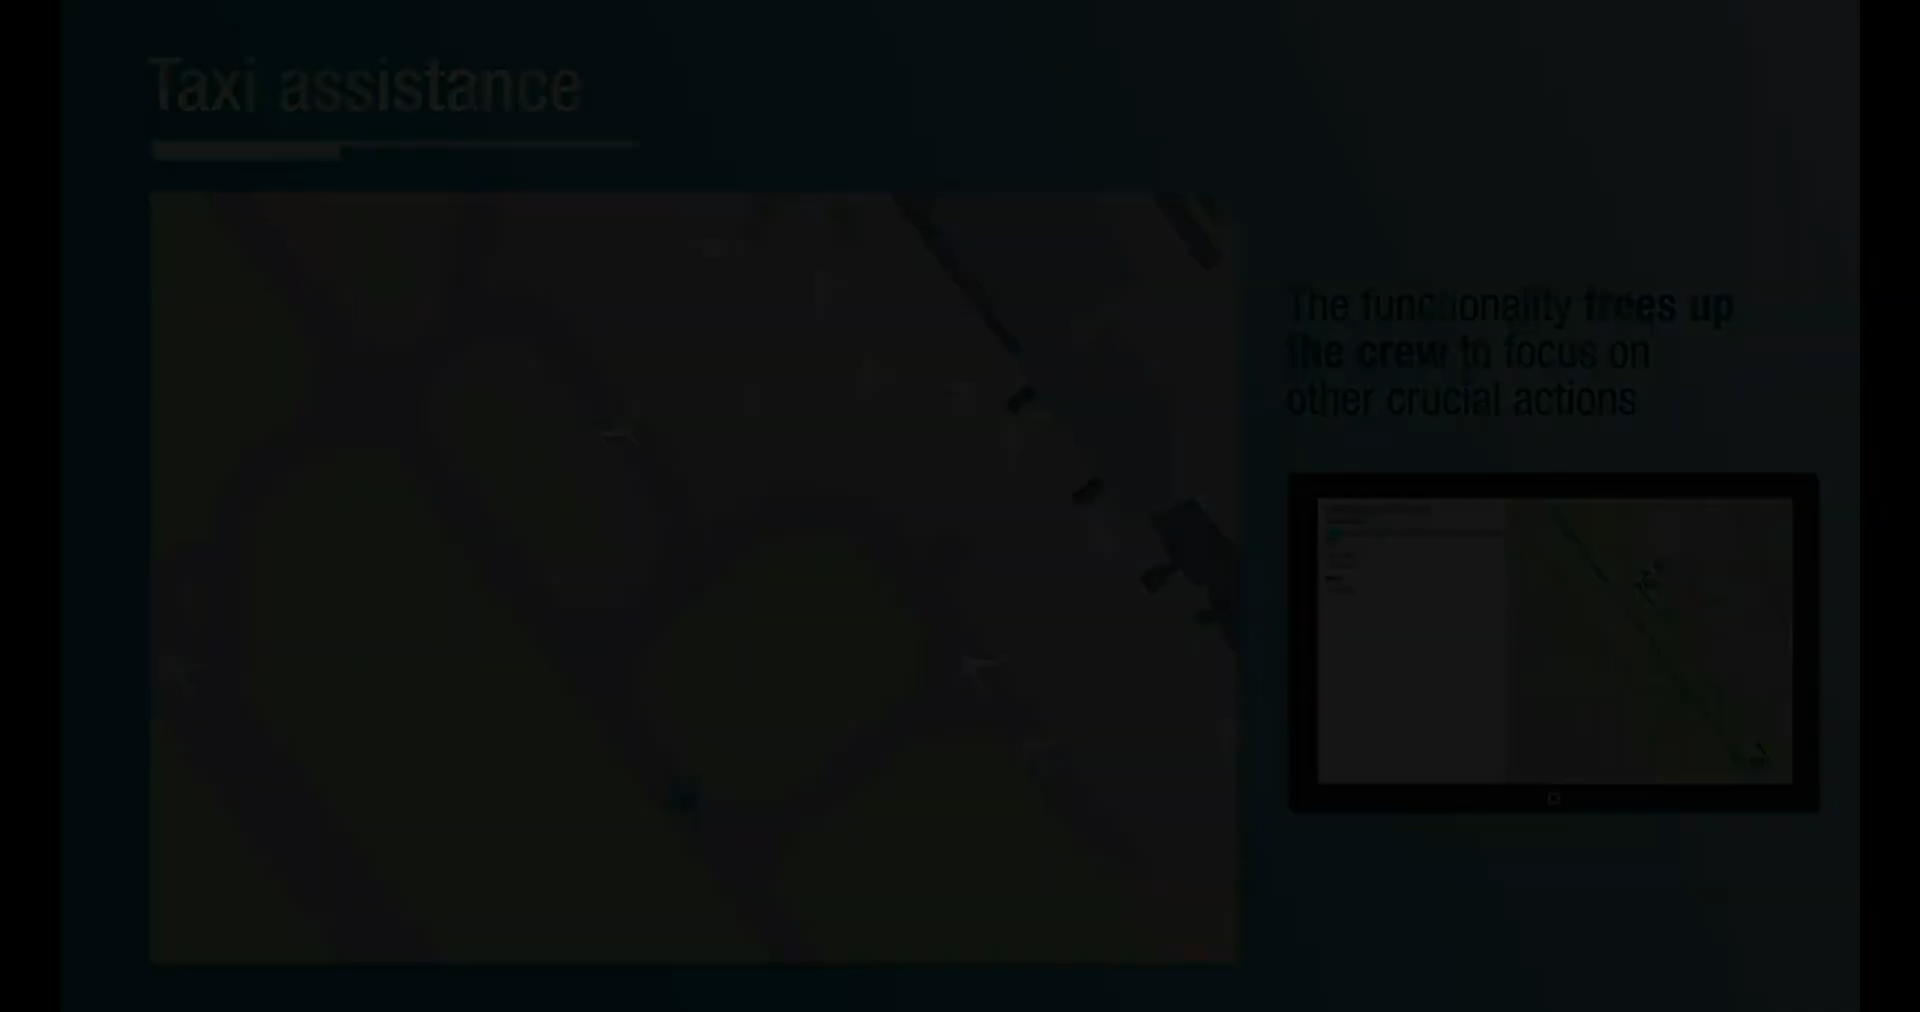 Taxi assistance
The functionality frees up
the crew to focus on
other crucial actions